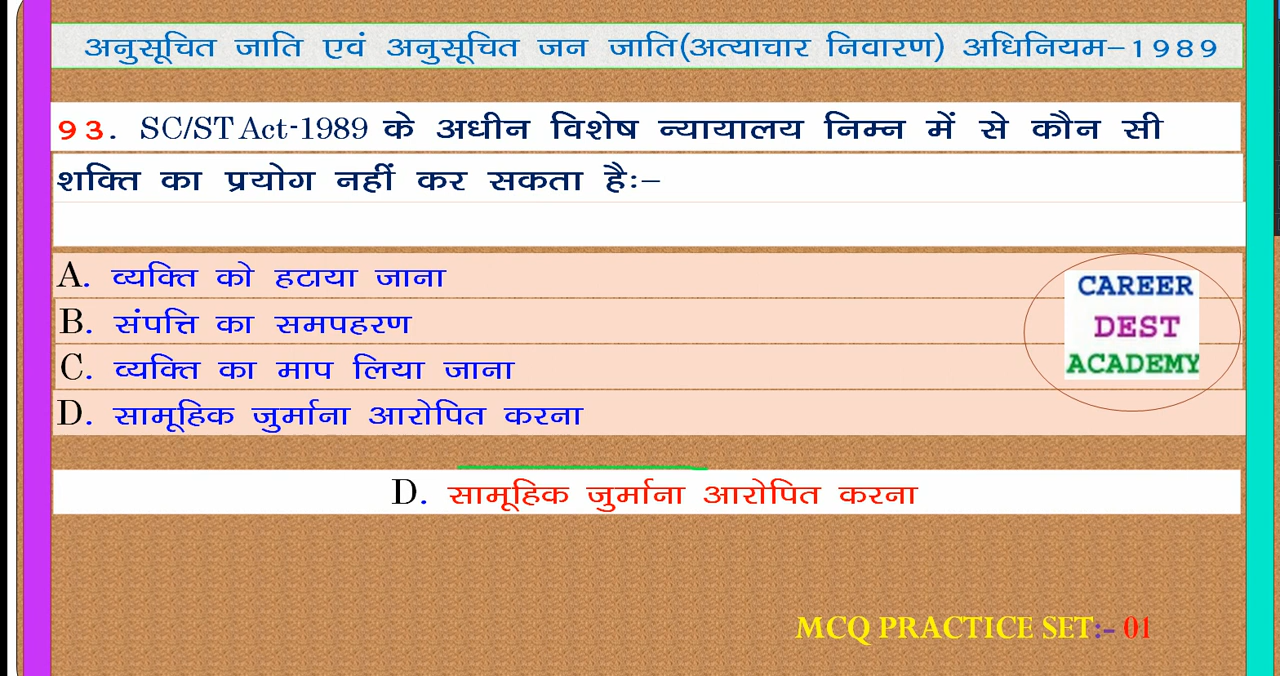 अनुसूचित जाति एवं अनुसूचित जन जाति(अत्याचार निवारण) अधिनियम–1989
93. SC/ST Act-1989 के अधीन विशेष न्यायालय निम्न में से कौन सी
शक्ति का प्रयोग नहीं कर सकता हैः–
A. व्यक्ति को हटाया जाना
B. संपत्ति का समपहरण
C. व्यक्ति का माप लिया जाना
D. सामूहिक जुर्माना आरोपित करना
CAREER
DEST
ACADEMY
D. सामूहिक जुर्माना आरोपित करना
MCQ PRACTICE SET:- 01